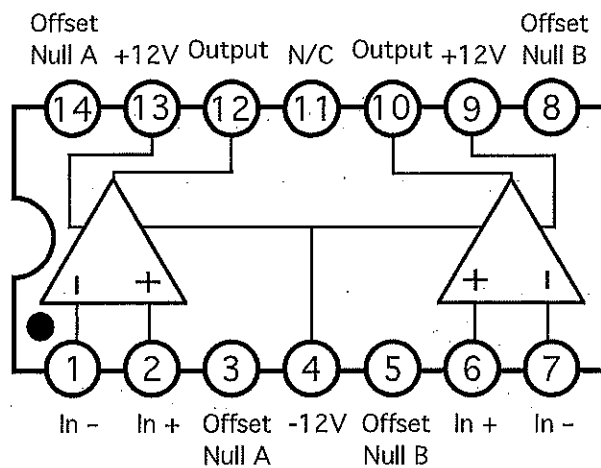 Offset
Null A +12V Output N/C Output +12V Offset
Null B
14 13 12 11 10 9 8
− + + −
1 2 3 4 5 6 7
In − In + Offset
Null A -12V Offset
Null B In + In −